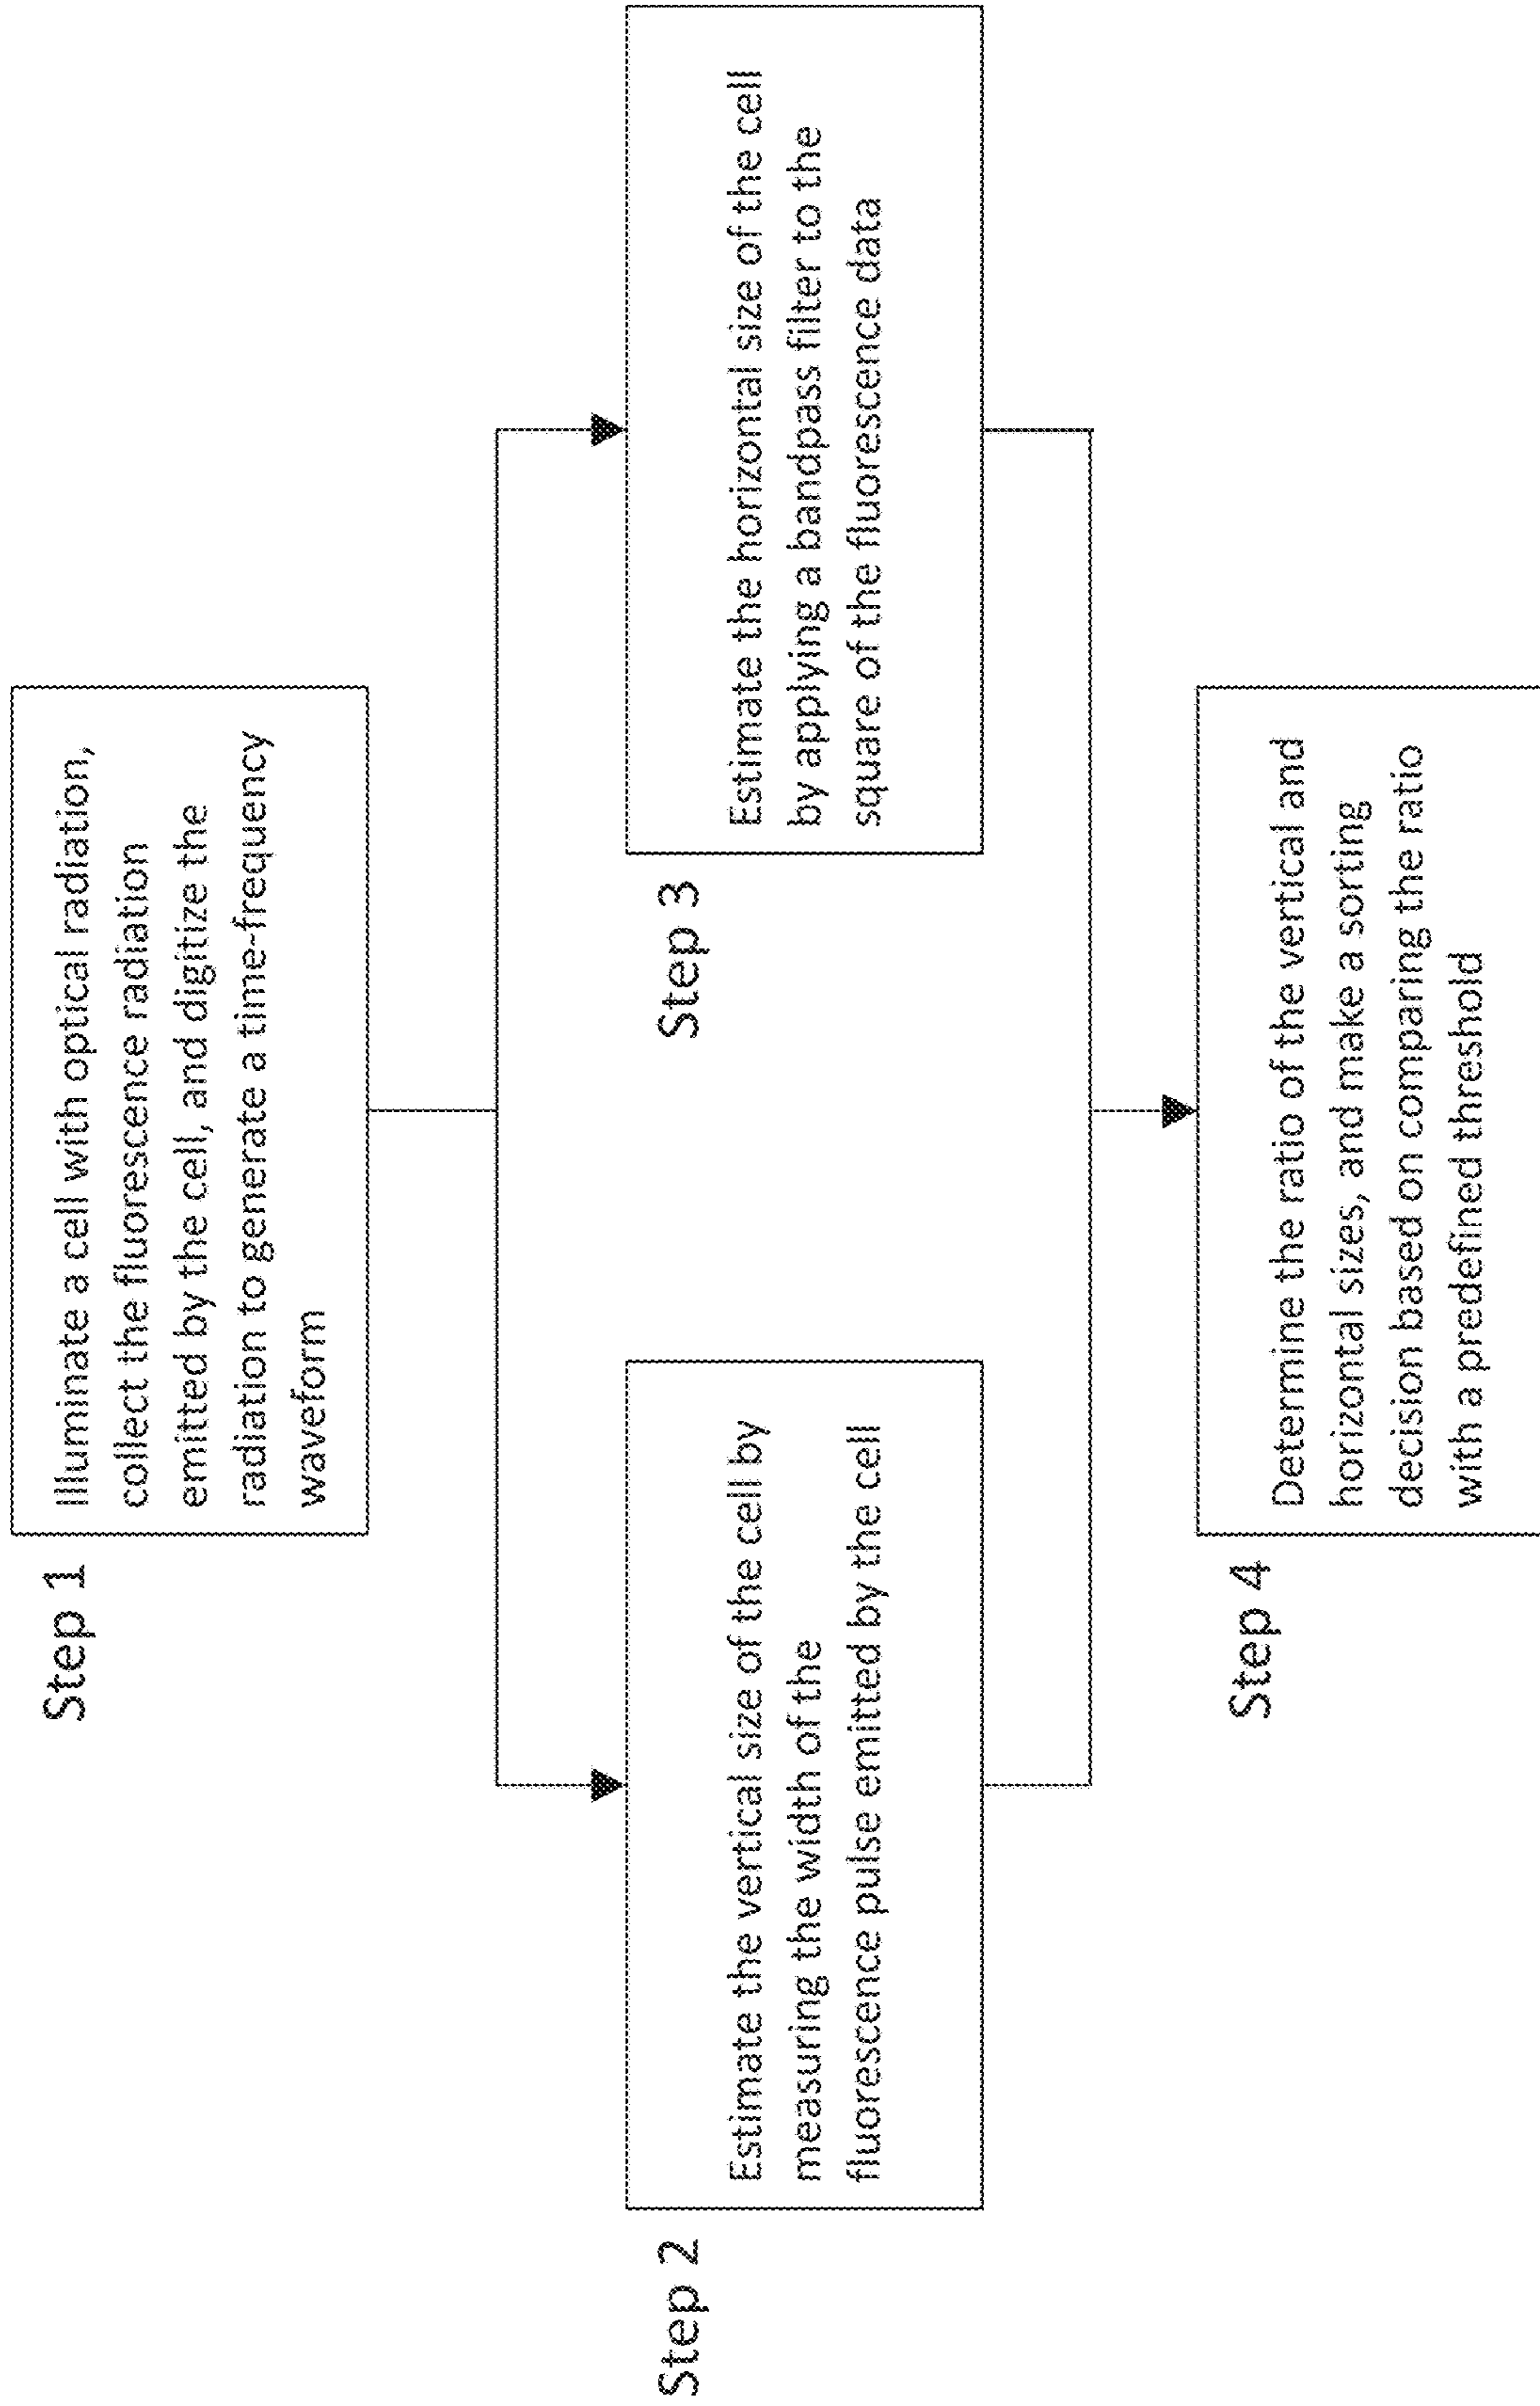 Step 1
Illuminate a cell with optical radiation,
collect the fluorescence radiation
emitted by the cell, and digitize the
radiation to generate a time-frequency
waveform
Step 2
Estimate the vertical size of the cell by
measuring the width of the
fluorescence pulse emitted by the cell
Step 3
Estimate the horizontal size of the cell
by applying a bandpass filter to the
square of the fluorescence data
Step 4
Determine the ratio of the vertical and
horizontal sizes, and make a sorting
decision based on comparing the ratio
with a predefined threshold